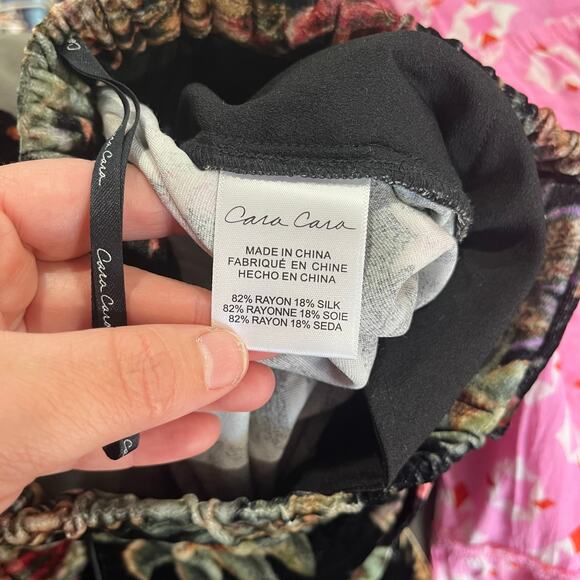 Cara Cara
MADE IN CHINA
FABRIQUÉ EN CHINE
HECHO EN CHINA
82% RAYON 18% SILK
82% RAYONNE 18% SOIE
82% RAYON 18% SEDA
Cara Cara
Cara Cara